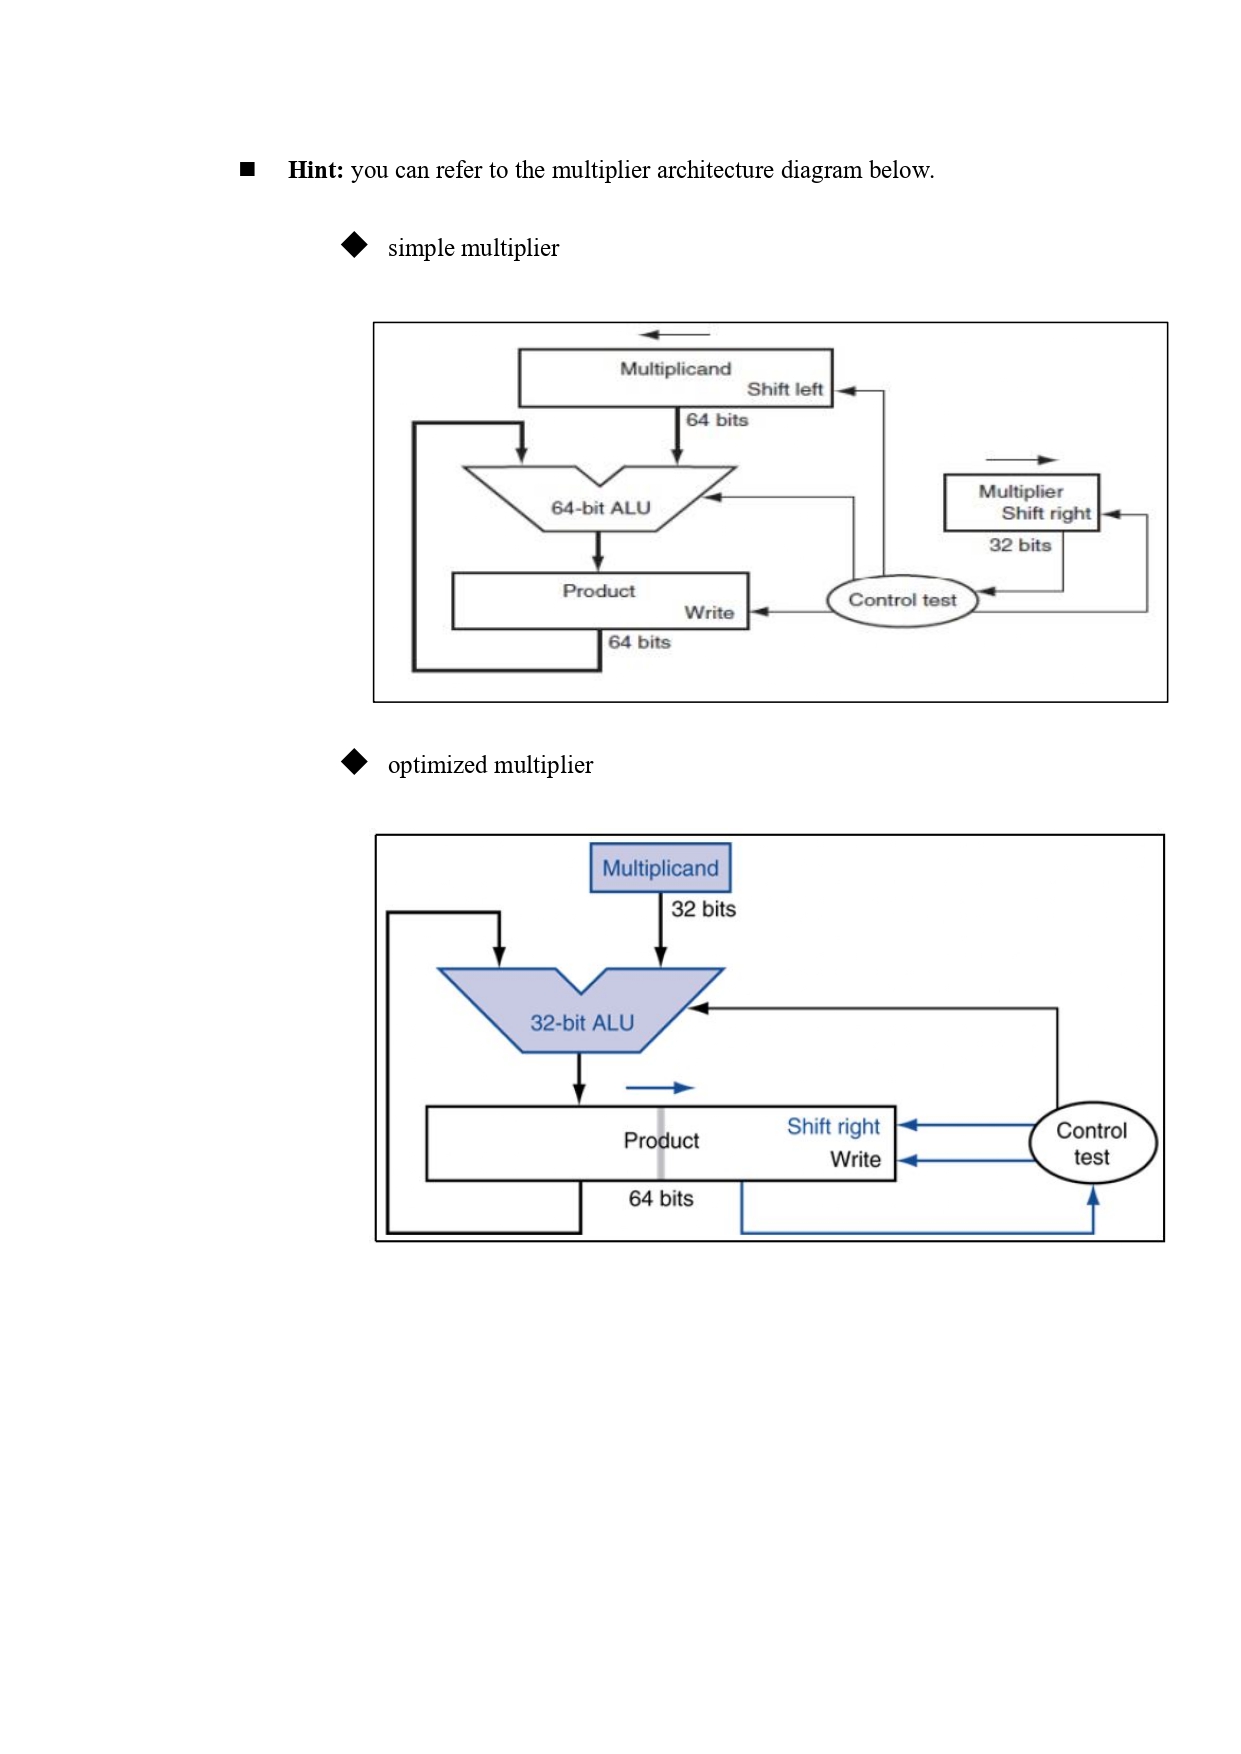 Hint: you can refer to the multiplier architecture diagram below.
simple multiplier
Multiplicand
Shift left
64 bits
Multiplier
Shift right
64-bit ALU
32 bits
Product
Control test
Write
64 bits
optimized multiplier
Multiplicand
32 bits
32-bit ALU
Shift right
Product
Write
Control
test
64 bits